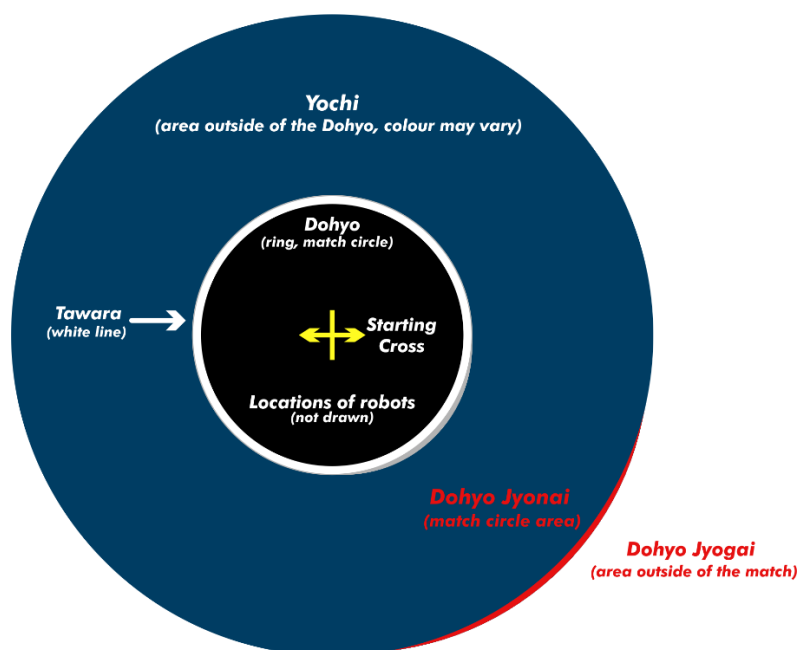 Yochi
(area outside of the Dohyo, colour may vary)
Dohyo
(ring, match circle)
Tawara
(white line)
Starting
Cross
Locations of robots
(not drawn)
Dohyo Jyonai
(match circle area)
Dohyo Jyogai
(area outside of the match)